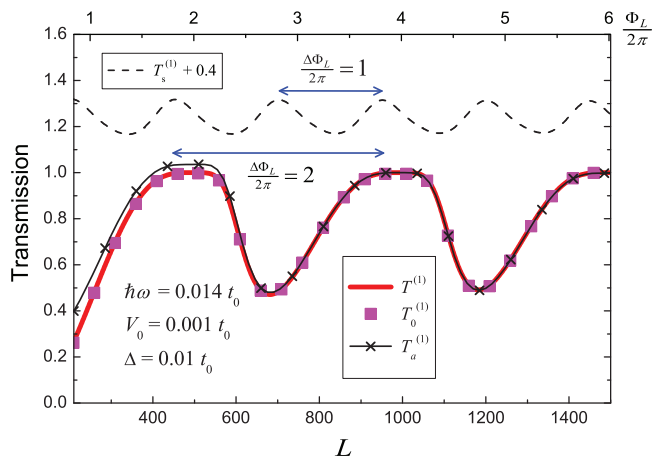 1 2 3 4 5 6
Φ_L / 2π
T_s^(1) + 0.4
ΔΦ_L / 2π = 1
ΔΦ_L / 2π = 2
1.6
1.4
1.2
1.0
0.8
0.6
0.4
0.2
0.0
Transmission
ħω = 0.014 t_0
V_0 = 0.001 t_0
Δ = 0.01 t_0
T^(1)
T_0^(1)
T_a^(1)
400 600 800 1000 1200 1400
L